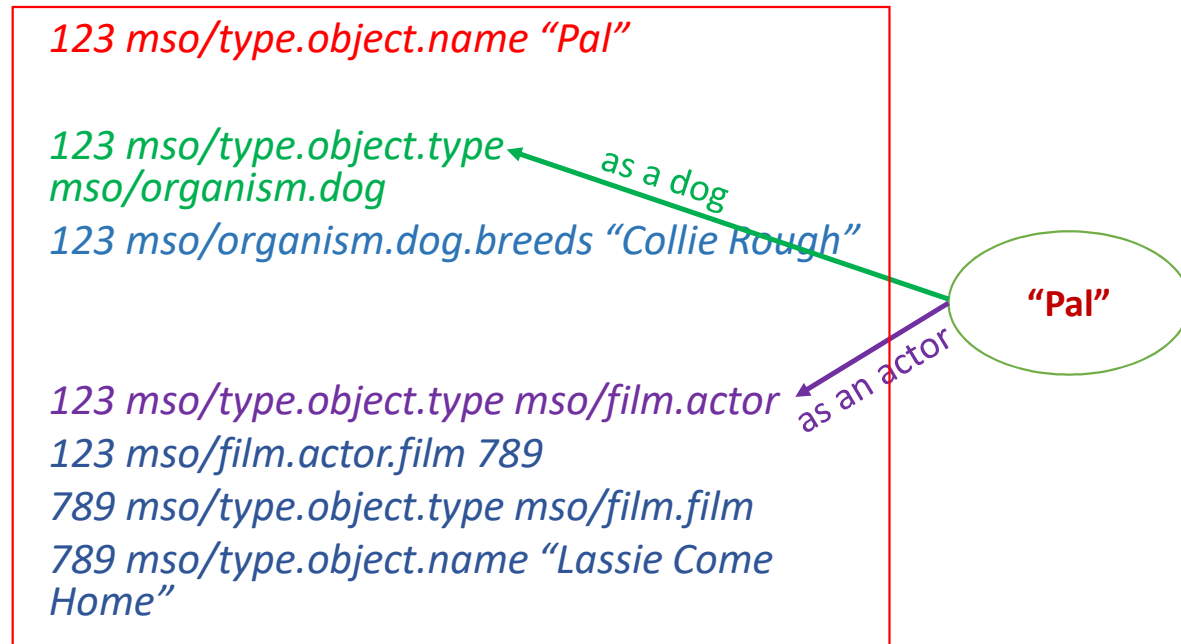 123 mso/type.object.name “Pal”
123 mso/type.object.type
mso/organism.dog
123 mso/organism.dog.breeds “Collie Rough”
123 mso/type.object.type mso/film.actor
123 mso/film.actor.film 789
789 mso/type.object.type mso/film.film
789 mso/type.object.name “Lassie Come
Home”
as a dog
as an actor
“Pal”